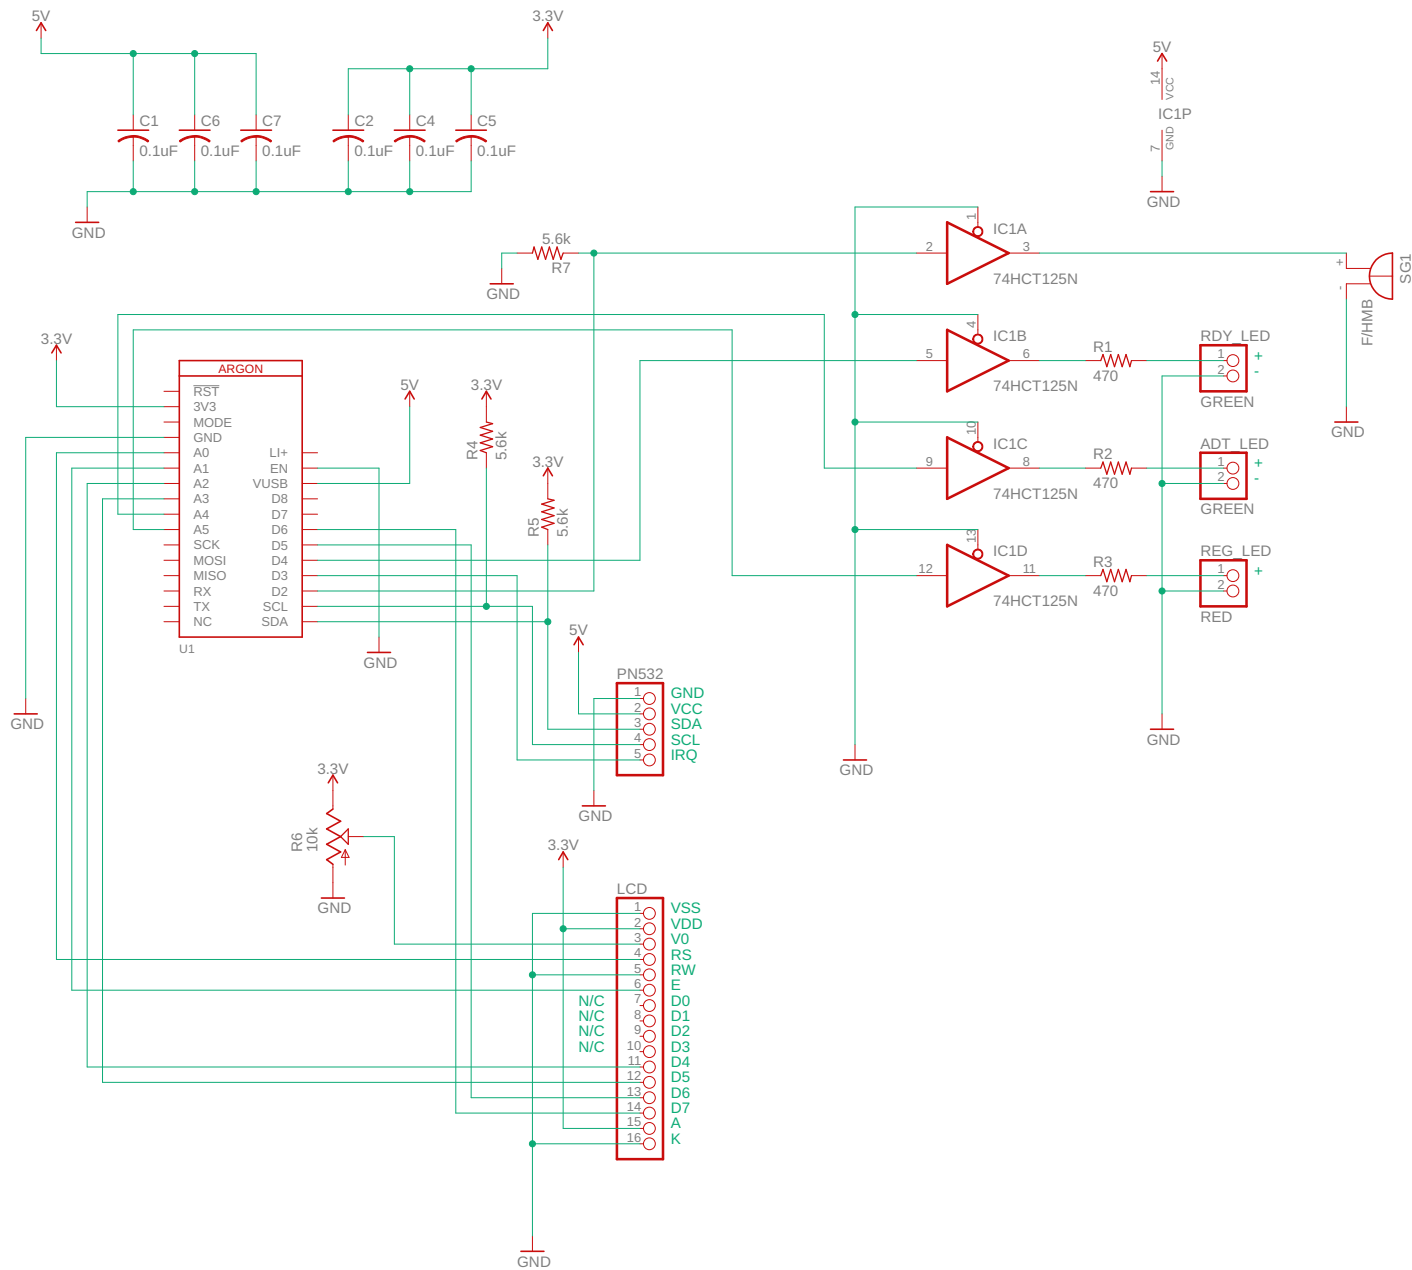 5V
3.3V
C1
0.1uF
C6
0.1uF
C7
0.1uF
C2
0.1uF
C4
0.1uF
C5
0.1uF
GND
5V
14
VCC
IC1P
7
GND
GND
5.6k
R7
GND
1
2
IC1A
3
74HCT125N
+
-
SG1
F/HMB
GND
4
5
IC1B
6
74HCT125N
R1
470
RDY_LED
1
2
+
-
GREEN
10
9
IC1C
8
74HCT125N
R2
470
ADT_LED
1
2
+
-
GREEN
13
12
IC1D
11
74HCT125N
R3
470
REG_LED
1
2
+
RED
GND
GND
3.3V
ARGON
RST
3V3
MODE
GND
A0
A1
A2
A3
A4
A5
SCK
MOSI
MISO
RX
TX
NC
LI+
EN
VUSB
D8
D7
D6
D5
D4
D3
D2
SCL
SDA
U1
GND
5V
GND
3.3V
R4
5.6k
3.3V
R5
5.6k
5V
PN532
1 GND
2 VCC
3 SDA
4 SCL
5 IRQ
GND
3.3V
R6
10k
GND
3.3V
LCD
1 VSS
2 VDD
3 V0
4 RS
5 RW
6 E
N/C 7 D0
N/C 8 D1
N/C 9 D2
N/C 10 D3
11 D4
12 D5
13 D6
14 D7
15 A
16 K
GND